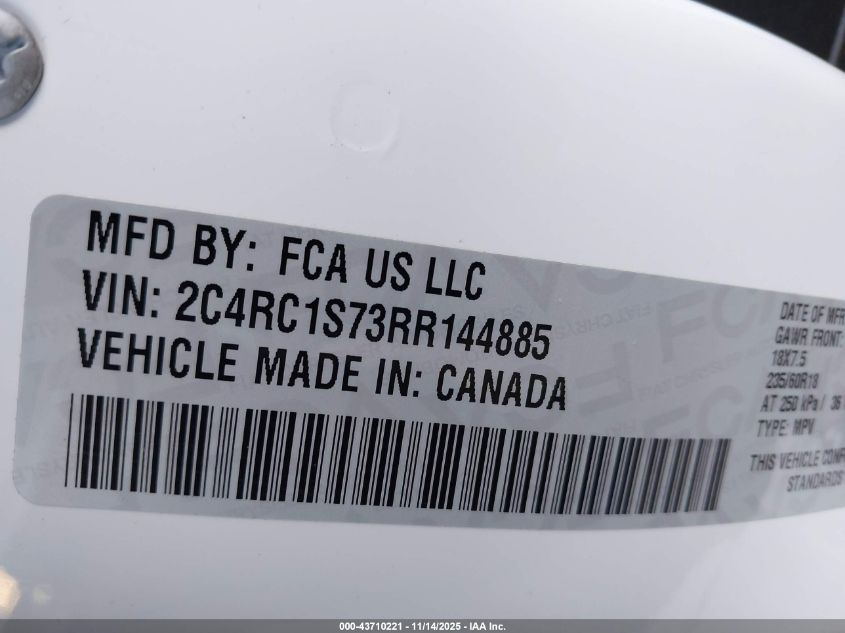 MFD BY: FCA US LLC
VIN: 2C4RC1S73RR144885
VEHICLE MADE IN: CANADA
DATE OF MFR
GAWR FRONT:
18X7.5
235/60R18
AT 250 kPa / 36
TYPE: MPV
THIS VEHICLE
STANDARDS
000-43710221 | 11/14/2025 - IAA Inc.